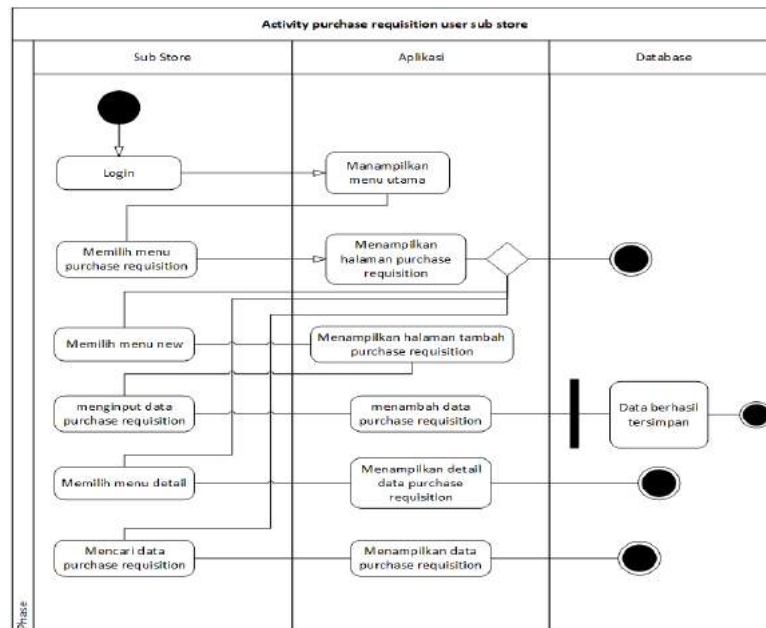 Activity purchase requisition user sub store
Sub Store
Aplikasi
Database
Login
Manampilkan
menu utama
Memilih menu
purchase requisition
Menampilkan
halaman purchase
requisition
Memilih menu new
Menampilkan halaman tambah
purchase requisition
menginput data
purchase requisition
menambah data
purchase requisition
Data berhasil
tersimpan
Memilih menu detail
Menampilkan detail
data purchase
requisition
Mencari data
purchase requisition
Menampilkan data
purchase requisition
Phase